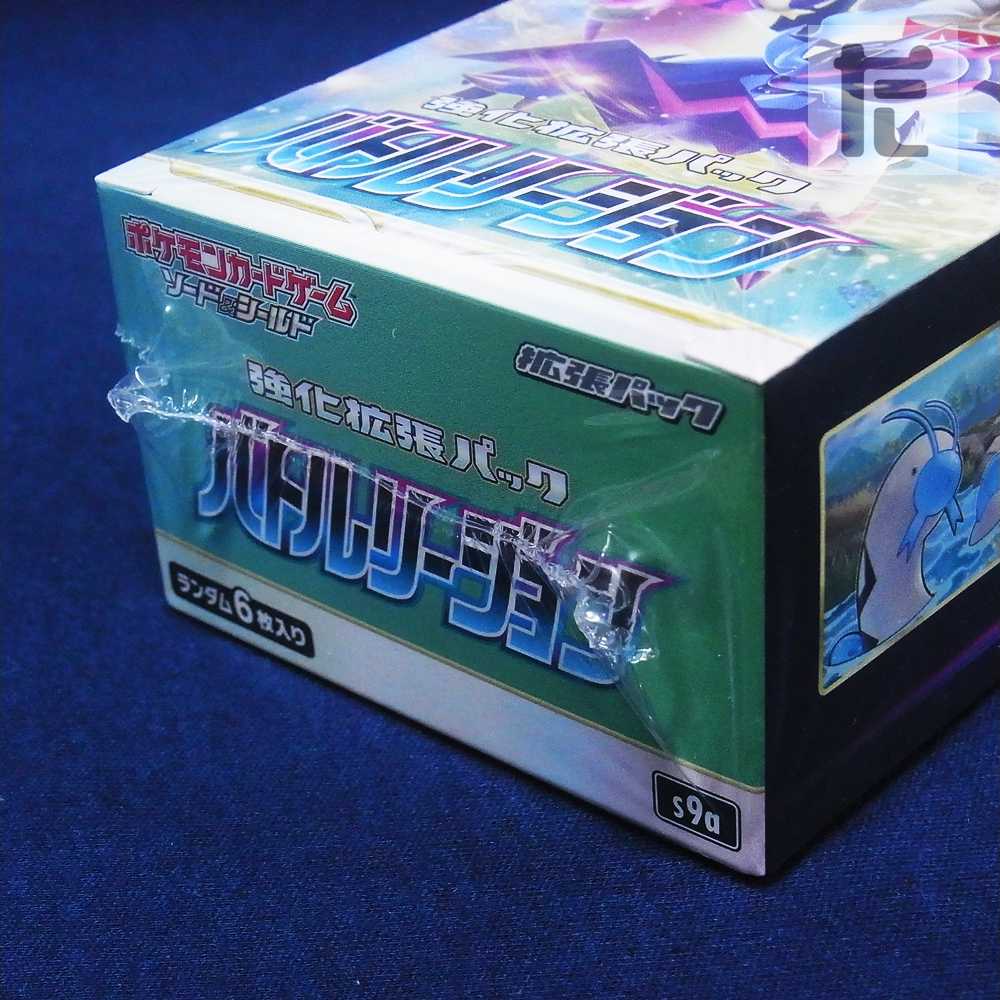 強化拡張パック
バトルリージョン
ポケモンカードゲーム
ソード&シールド
拡張パック
強化拡張パック
バトルリージョン
ランダム6枚入り
s9a